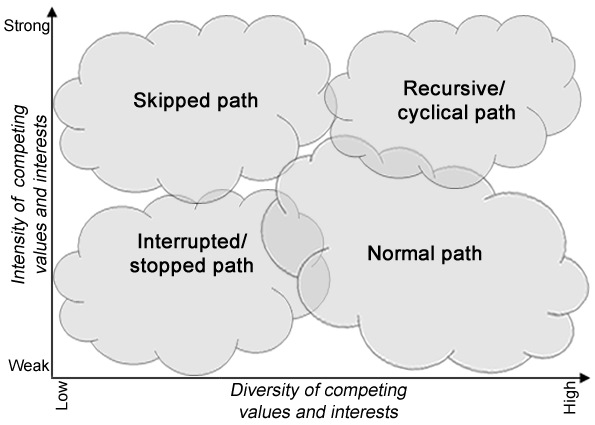 Strong
Skipped path
Recursive/
cyclical path
Intensity of competing
values and interests
Interrupted/
stopped path
Normal path
Weak
Low
Diversity of competing
values and interests
High